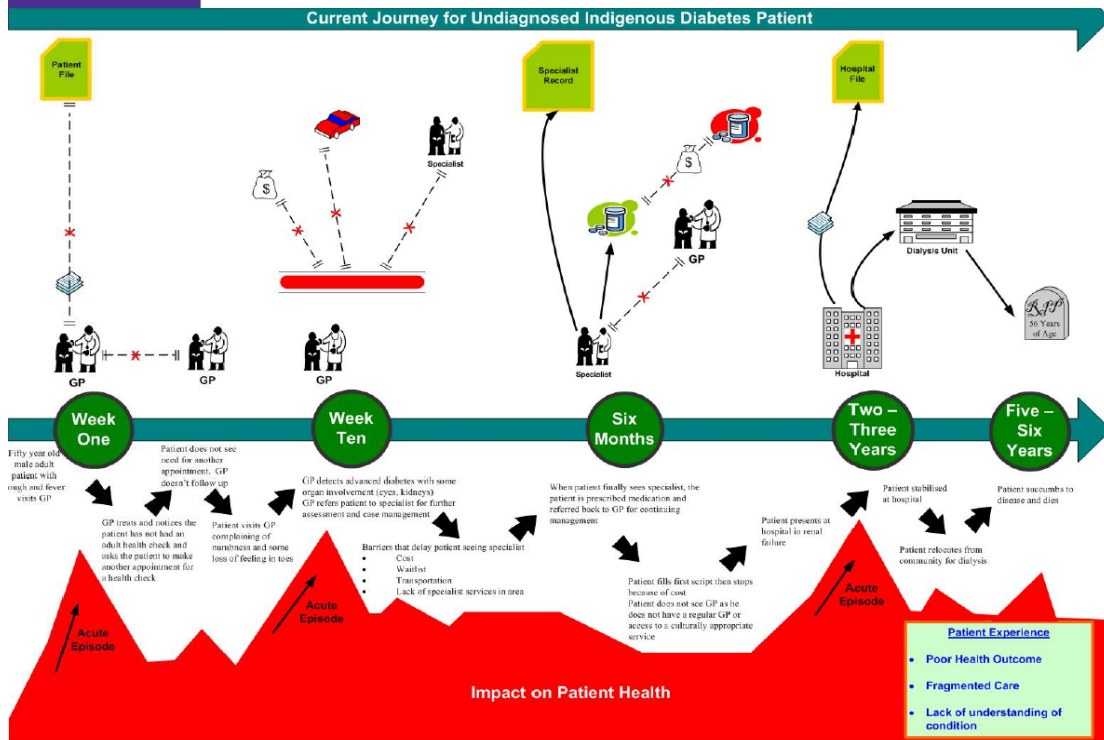 Current Journey for Undiagnosed Indigenous Diabetes Patient
Patient
File
GP
GP
$
Specialist
GP
Specialist
Record
$
GP
Specialist
Hospital
File
Dialysis Unit
Hospital
RIP
56 Years
of Age
Week
One
Week
Ten
Six
Months
Two –
Three
Years
Five –
Six
Years
Fifty year old
male adult
patient with
cough and fever
visits GP
GP treats and notices the
patient has not had an
adult health check and
asks the patient to make
another appointment for
a health check
Patient does not see
need for another
appointment. GP
doesn't follow up
Patient visits GP
complaining of
numbness and some
loss of feeling in toes
GP detects advanced diabetes with some
organ involvement (eyes, kidneys)
GP refers patient to specialist for further
assessment and case management
Barriers that delay patient seeing specialist
• Cost
• Waitlist
• Transportation
• Lack of specialist services in area
When patient finally sees specialist, the
patient is prescribed medication and
referred back to GP for continuing
management
Patient fills first script then stops
because of cost
Patient does not see GP as he
does not have a regular GP or
access to a culturally appropriate
service
Patient presents at
hospital in renal
failure
Patient stabilised
at hospital
Patient relocates from
community for dialysis
Patient succumbs to
disease and dies
Acute
Episode
Acute
Episode
Acute
Episode
Impact on Patient Health
Patient Experience
• Poor Health Outcome
• Fragmented Care
• Lack of understanding of
condition